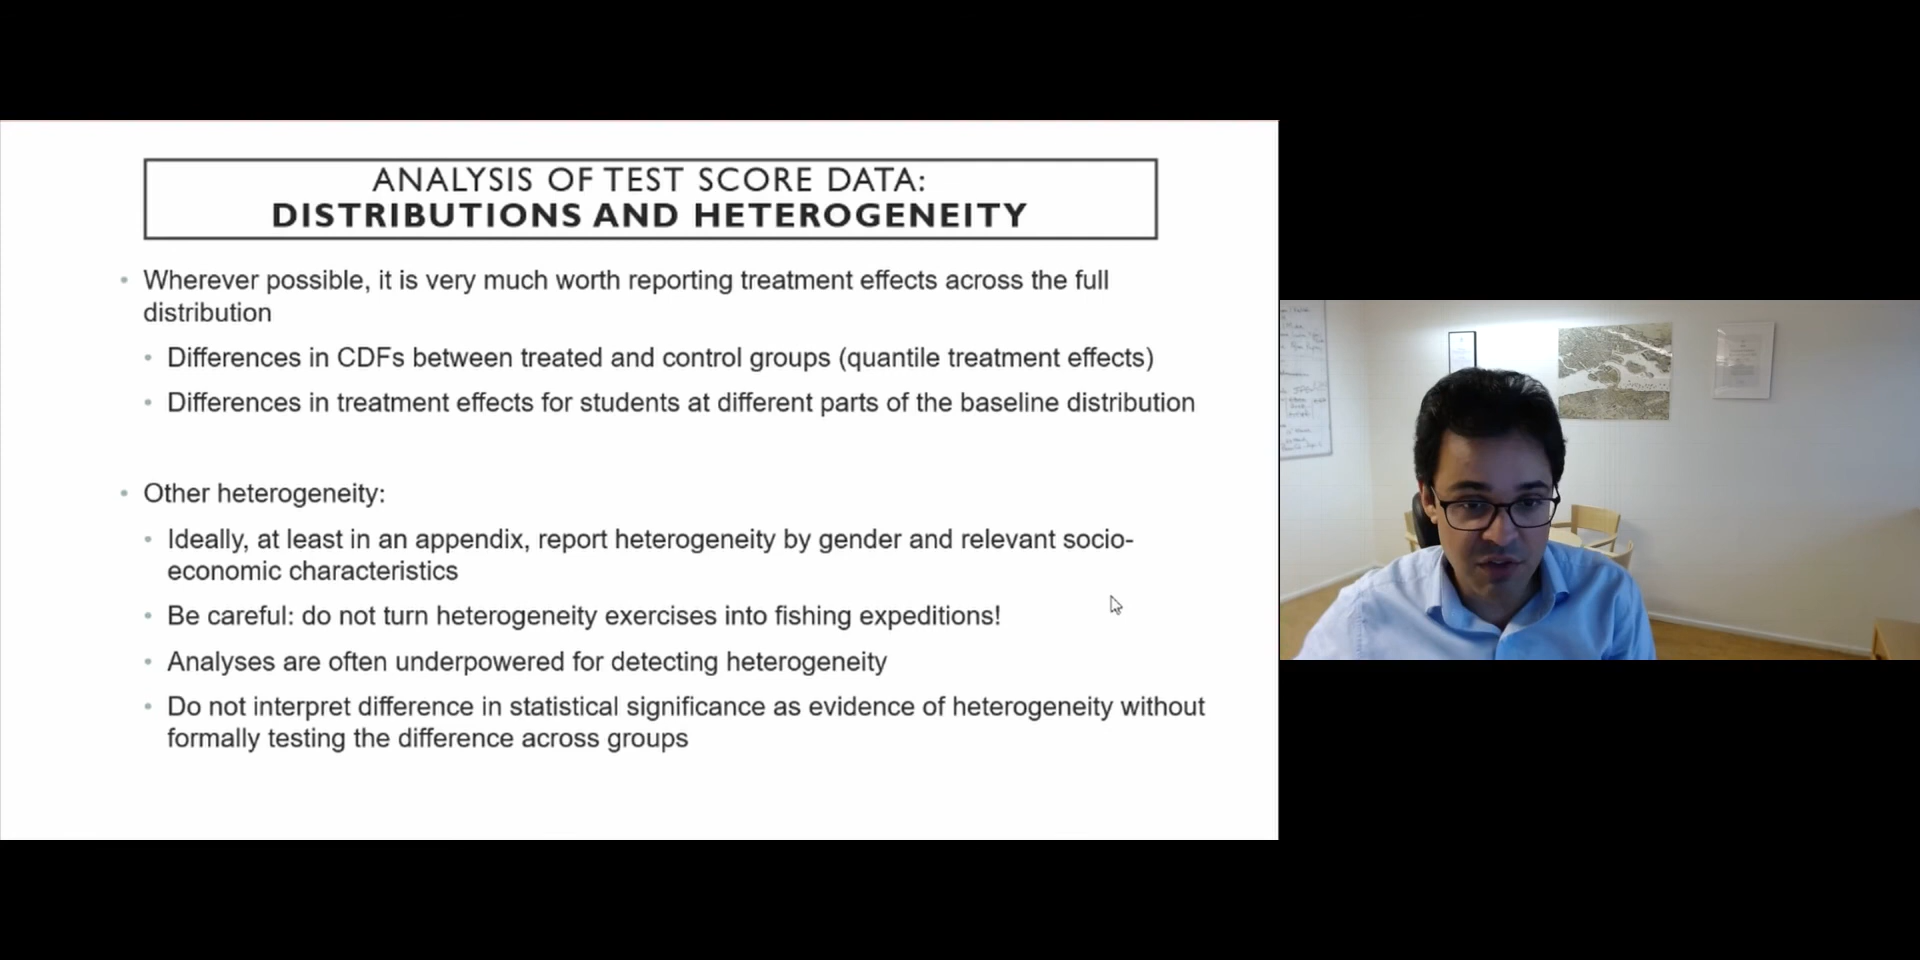 ANALYSIS OF TEST SCORE DATA:
DISTRIBUTIONS AND HETEROGENEITY
• Wherever possible, it is very much worth reporting treatment effects across the full
distribution
• Differences in CDFs between treated and control groups (quantile treatment effects)
• Differences in treatment effects for students at different parts of the baseline distribution
• Other heterogeneity:
• Ideally, at least in an appendix, report heterogeneity by gender and relevant socio-
economic characteristics
• Be careful: do not turn heterogeneity exercises into fishing expeditions!
• Analyses are often underpowered for detecting heterogeneity
• Do not interpret difference in statistical significance as evidence of heterogeneity without
formally testing the difference across groups